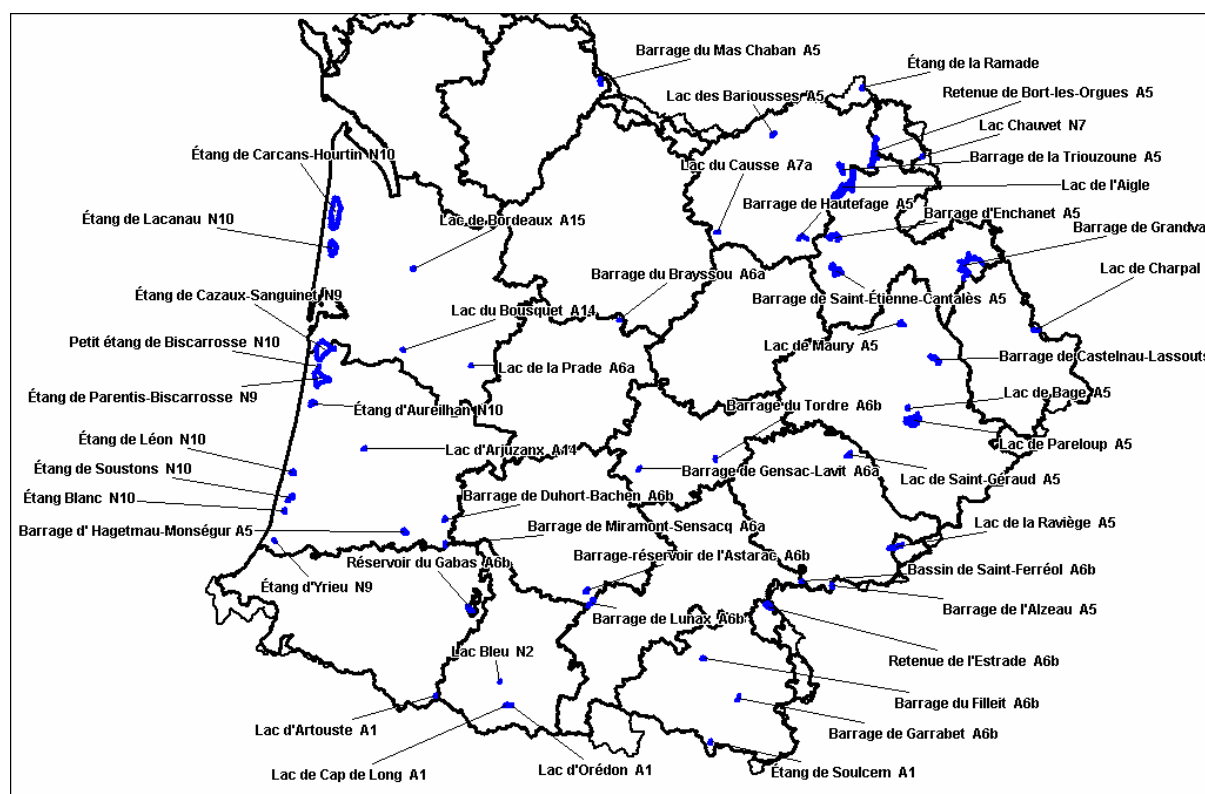 Barrage du Mas Chaban A5
Étang de la Ramade
Lac des Bariousses A5
Retenue de Bort-les-Orgues A5
Lac Chauvet N7
Étang de Carcans-Hourtin N10
Lac du Causse A7a
Barrage de la Triouzoune A5
Lac de l'Aigle
Étang de Lacanau N10
Lac de Bordeaux A15
Barrage de Hautefage A5
Barrage d'Enchanet A5
Barrage de Grandva
Lac de Charpal
Barrage du Brayssou A6a
Étang de Cazaux-Sanguinet N9
Barrage de Saint-Étienne-Cantalès A5
Lac du Bousquet A14
Petit étang de Biscarrosse N10
Lac de Maury A5
Barrage de Castelnau-Lassouts
Lac de la Prade A6a
Lac de Bage A5
Étang de Parentis-Biscarrosse N9
Étang d'Aureilhan N10
Barrage du Tordre A6b
Étang de Léon N10
Lac d'Arjuzanx A14
Lac de Pareloup A5
Étang de Soustons N10
Barrage de Gensac-Lavit A6a
Lac de Saint-Géraud A5
Étang Blanc N10
Barrage de Duhort-Bachen A6b
Barrage d' Hagetmau-Monségur A5
Barrage de Miramont-Sensacq A6a
Lac de la Raviège A5
Réservoir du Gabas A6b
Barrage-réservoir de l'Astarac A6b
Bassin de Saint-Ferréol A6b
Étang d'Yrieu N9
Barrage de l'Alzeau A5
Barrage de Lunax A6b
Lac Bleu N2
Retenue de l'Estrade A6b
Barrage du Filleit A6b
Lac d'Artouste A1
Barrage de Garrabet A6b
Lac de Cap de Long A1
Lac d'Orédon A1
Étang de Soulcem A1